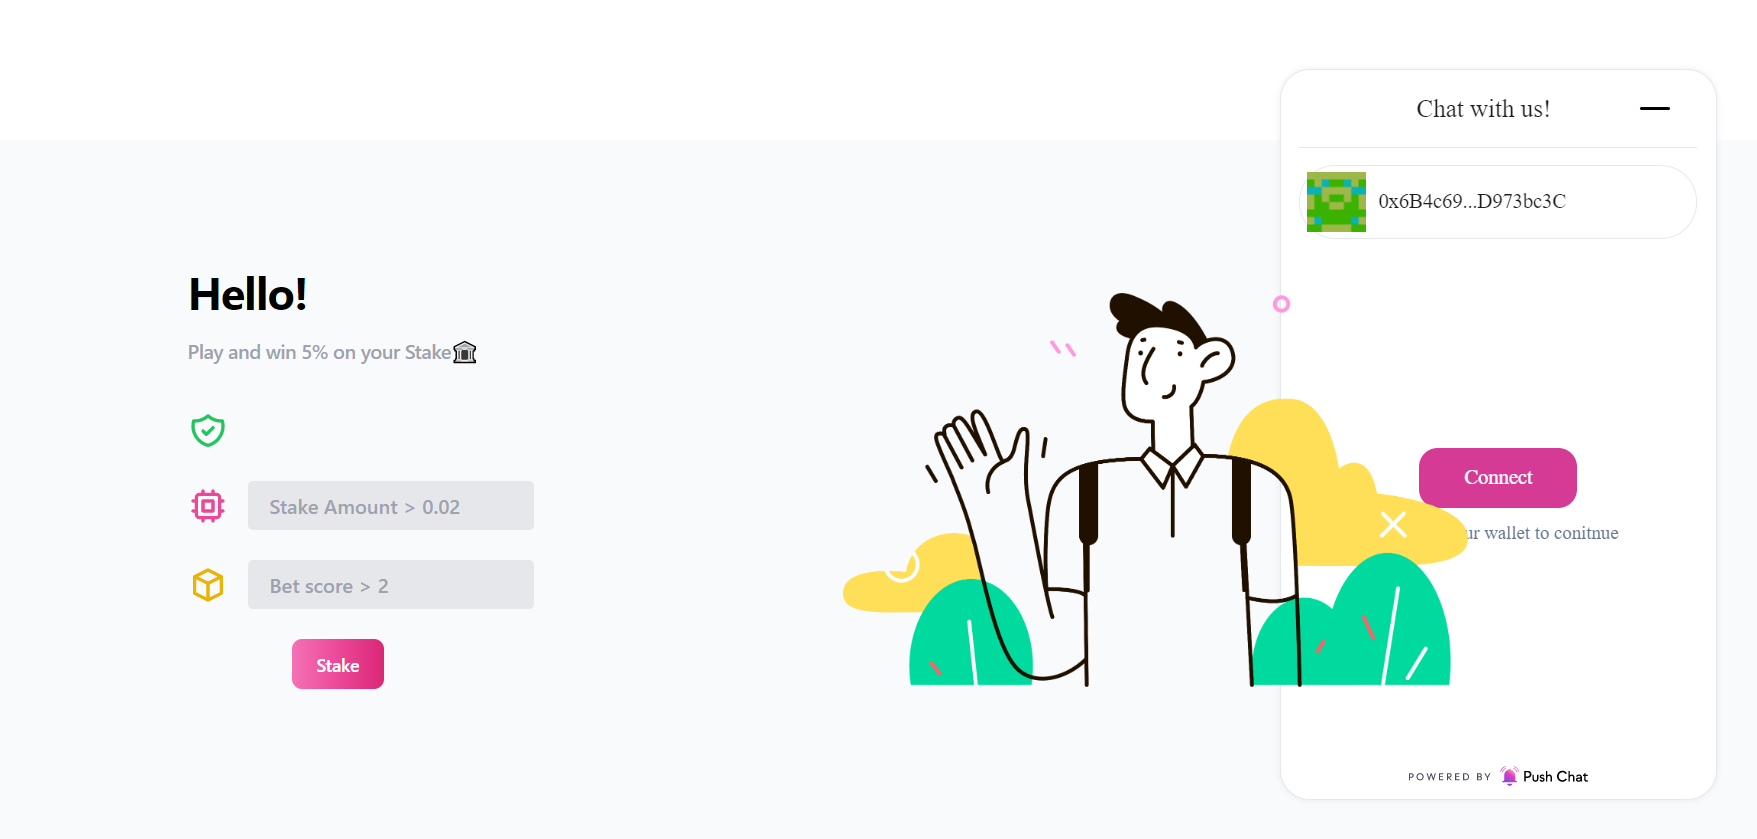 Hello!
Play and win 5% on your Stake
Stake Amount > 0.02
Bet score > 2
Stake
Chat with us!
0x6B4c69...D973bc3C
Connect
wallet to conitnue
POWERED BY Push Chat